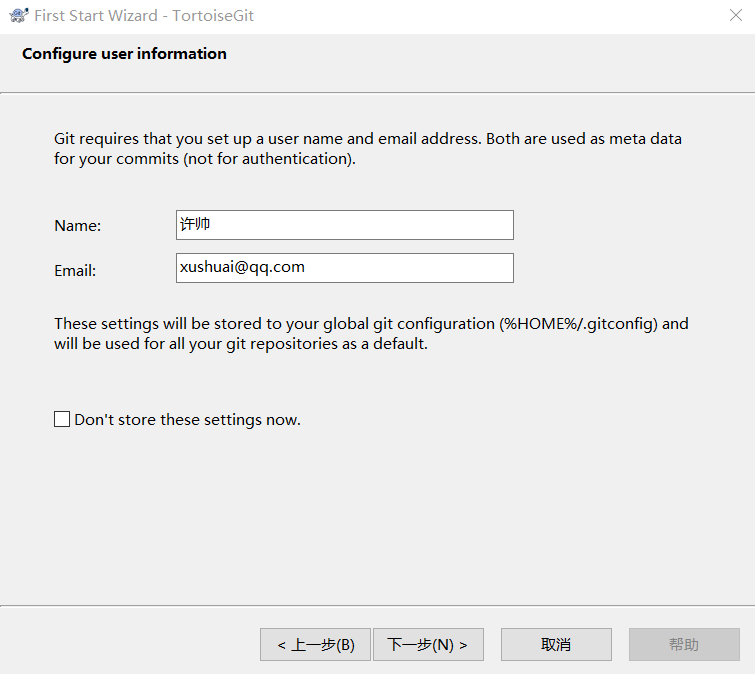 First Start Wizard - TortoiseGit
Configure user information
Git requires that you set up a user name and email address. Both are used as meta data
for your commits (not for authentication).
Name:
许帅
Email:
xushuai@qq.com
These settings will be stored to your global git configuration (%HOME%/.gitconfig) and
will be used for all your git repositories as a default.
Don't store these settings now.
< 上一步(B)
下一步(N) >
取消
帮助